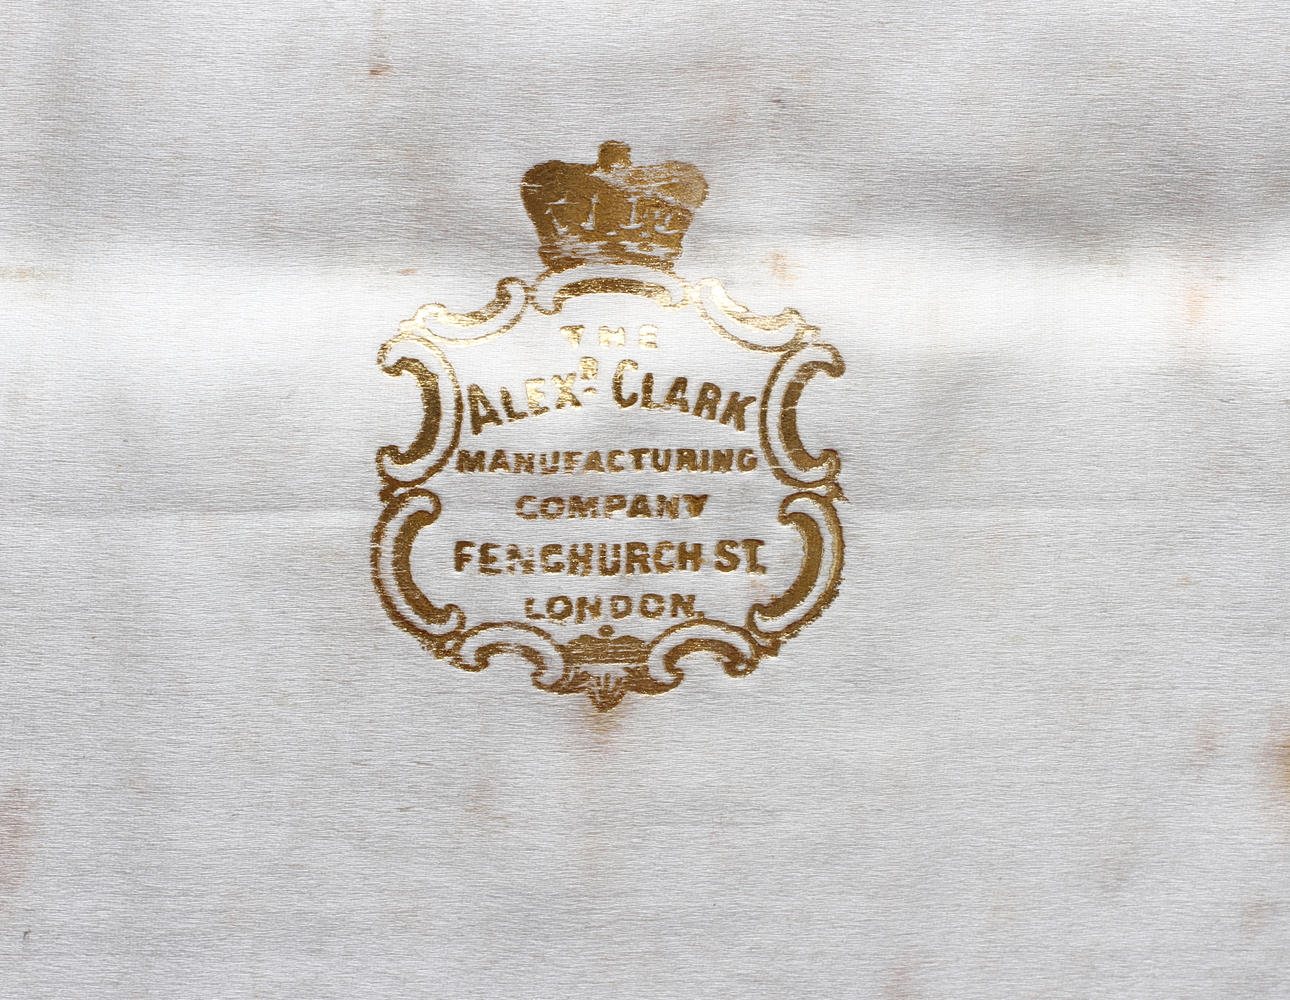 THE
ALEXR. CLARK
MANUFACTURING
COMPANY
FENCHURCH ST.
LONDON.